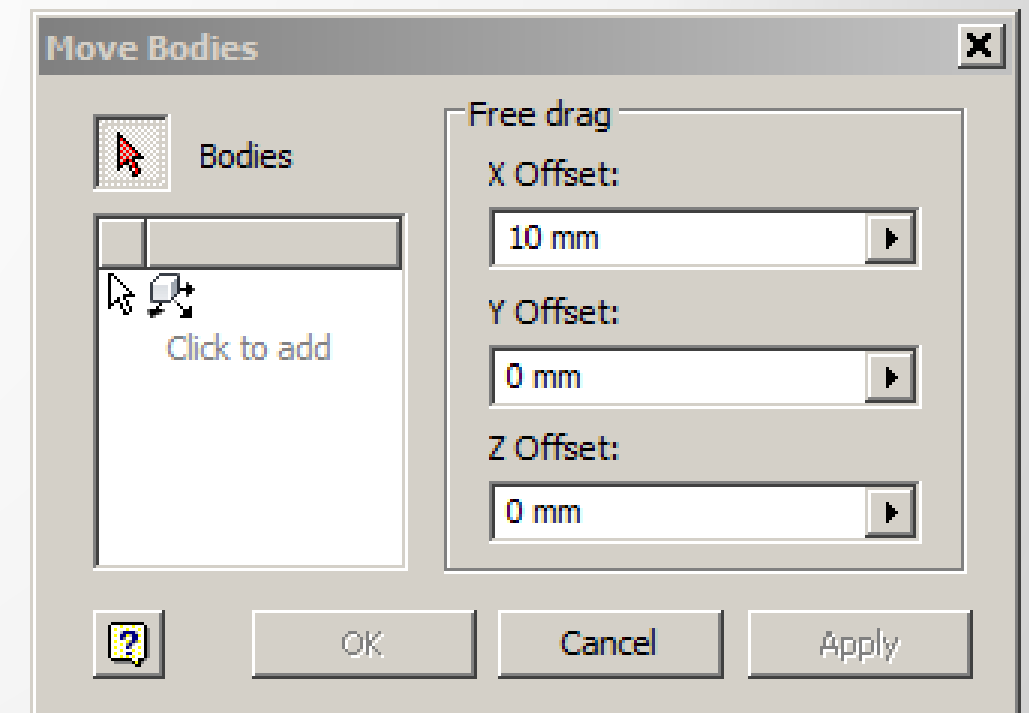 Move Bodies
Bodies
Click to add
Free drag
X Offset:
10 mm
Y Offset:
0 mm
Z Offset:
0 mm
?
OK
Cancel
Apply